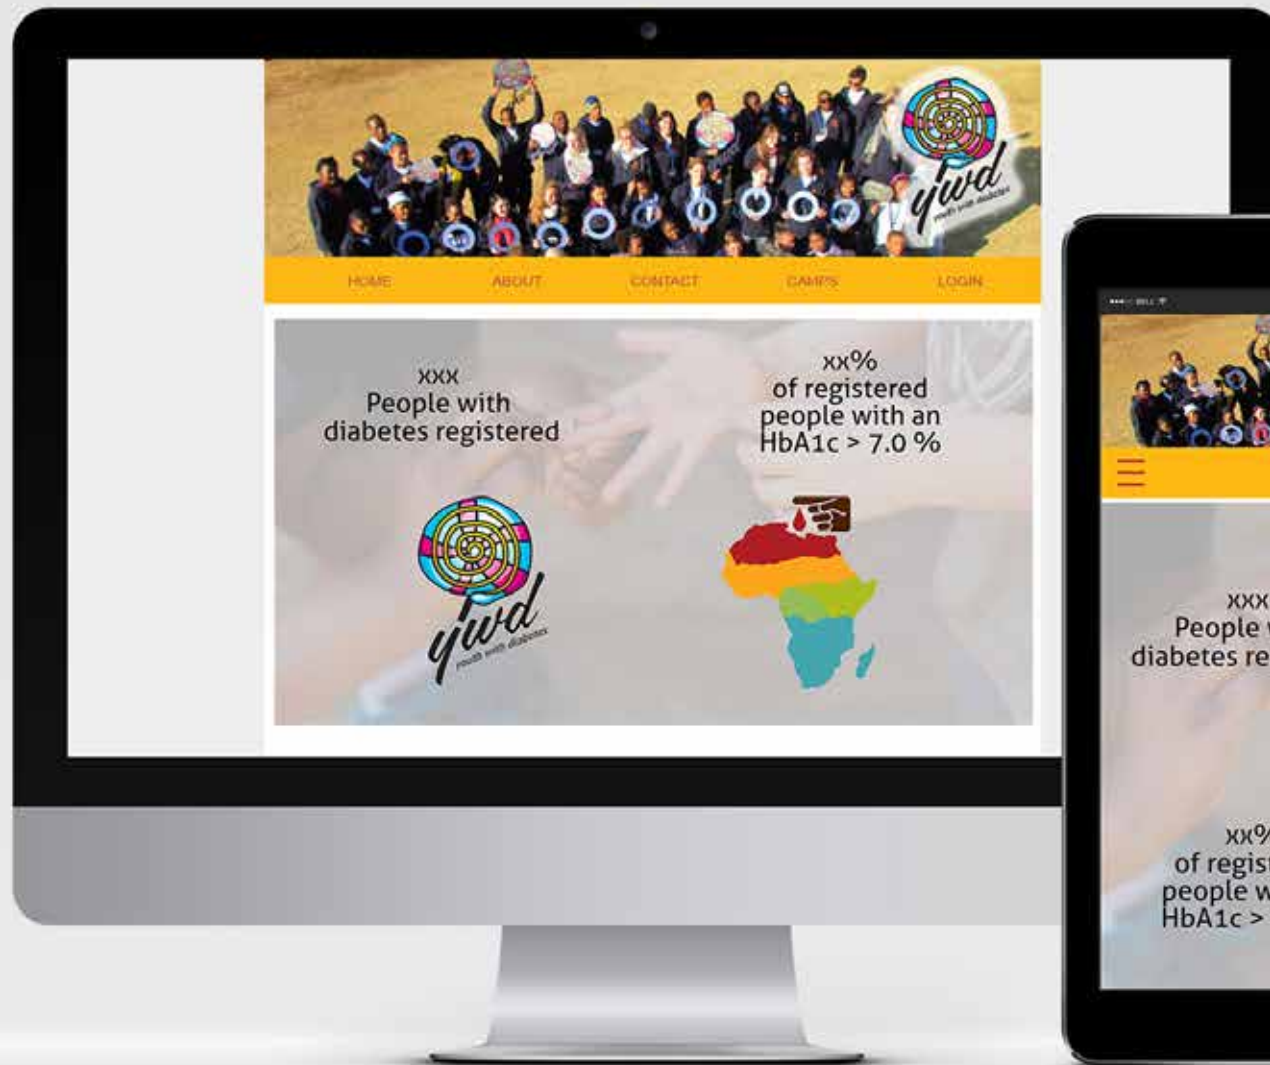 ywd
youth with diabetes
HOME ABOUT CONTACT CAMPS LOGIN
xxx
People with
diabetes registered
xx%
of registered
people with an
HbA1c > 7.0 %
ywd
youth with diabetes
xxx
People
diabetes re
xx%
of regist
people w
HbA1c >